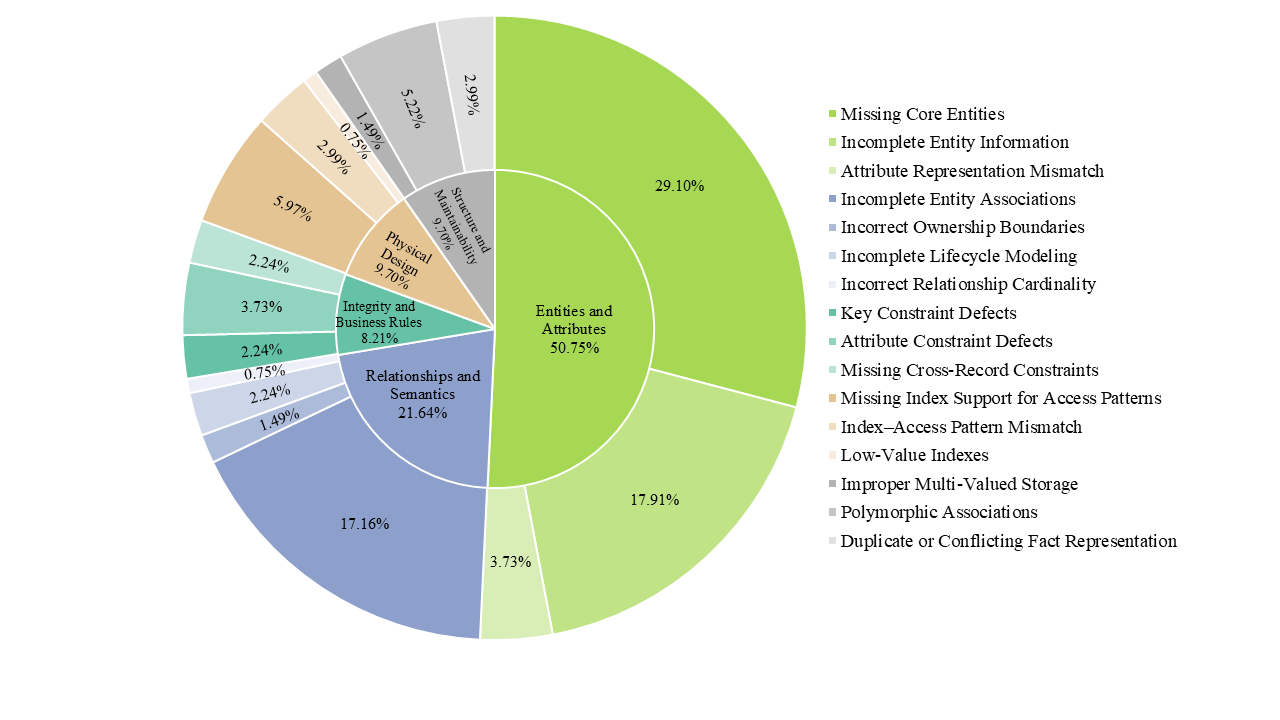 2.99%
5.22%
1.49%
0.75%
2.99%
5.97%
2.24%
3.73%
2.24%
0.75%
2.24%
1.49%
17.16%
3.73%
17.91%
29.10%
Structure and
Maintainability
9.70%
Physical
Design
9.70%
Integrity and
Business Rules
8.21%
Relationships and
Semantics
21.64%
Entities and
Attributes
50.75%
Missing Core Entities
Incomplete Entity Information
Attribute Representation Mismatch
Incomplete Entity Associations
Incorrect Ownership Boundaries
Incomplete Lifecycle Modeling
Incorrect Relationship Cardinality
Key Constraint Defects
Attribute Constraint Defects
Missing Cross-Record Constraints
Missing Index Support for Access Patterns
Index–Access Pattern Mismatch
Low-Value Indexes
Improper Multi-Valued Storage
Polymorphic Associations
Duplicate or Conflicting Fact Representation